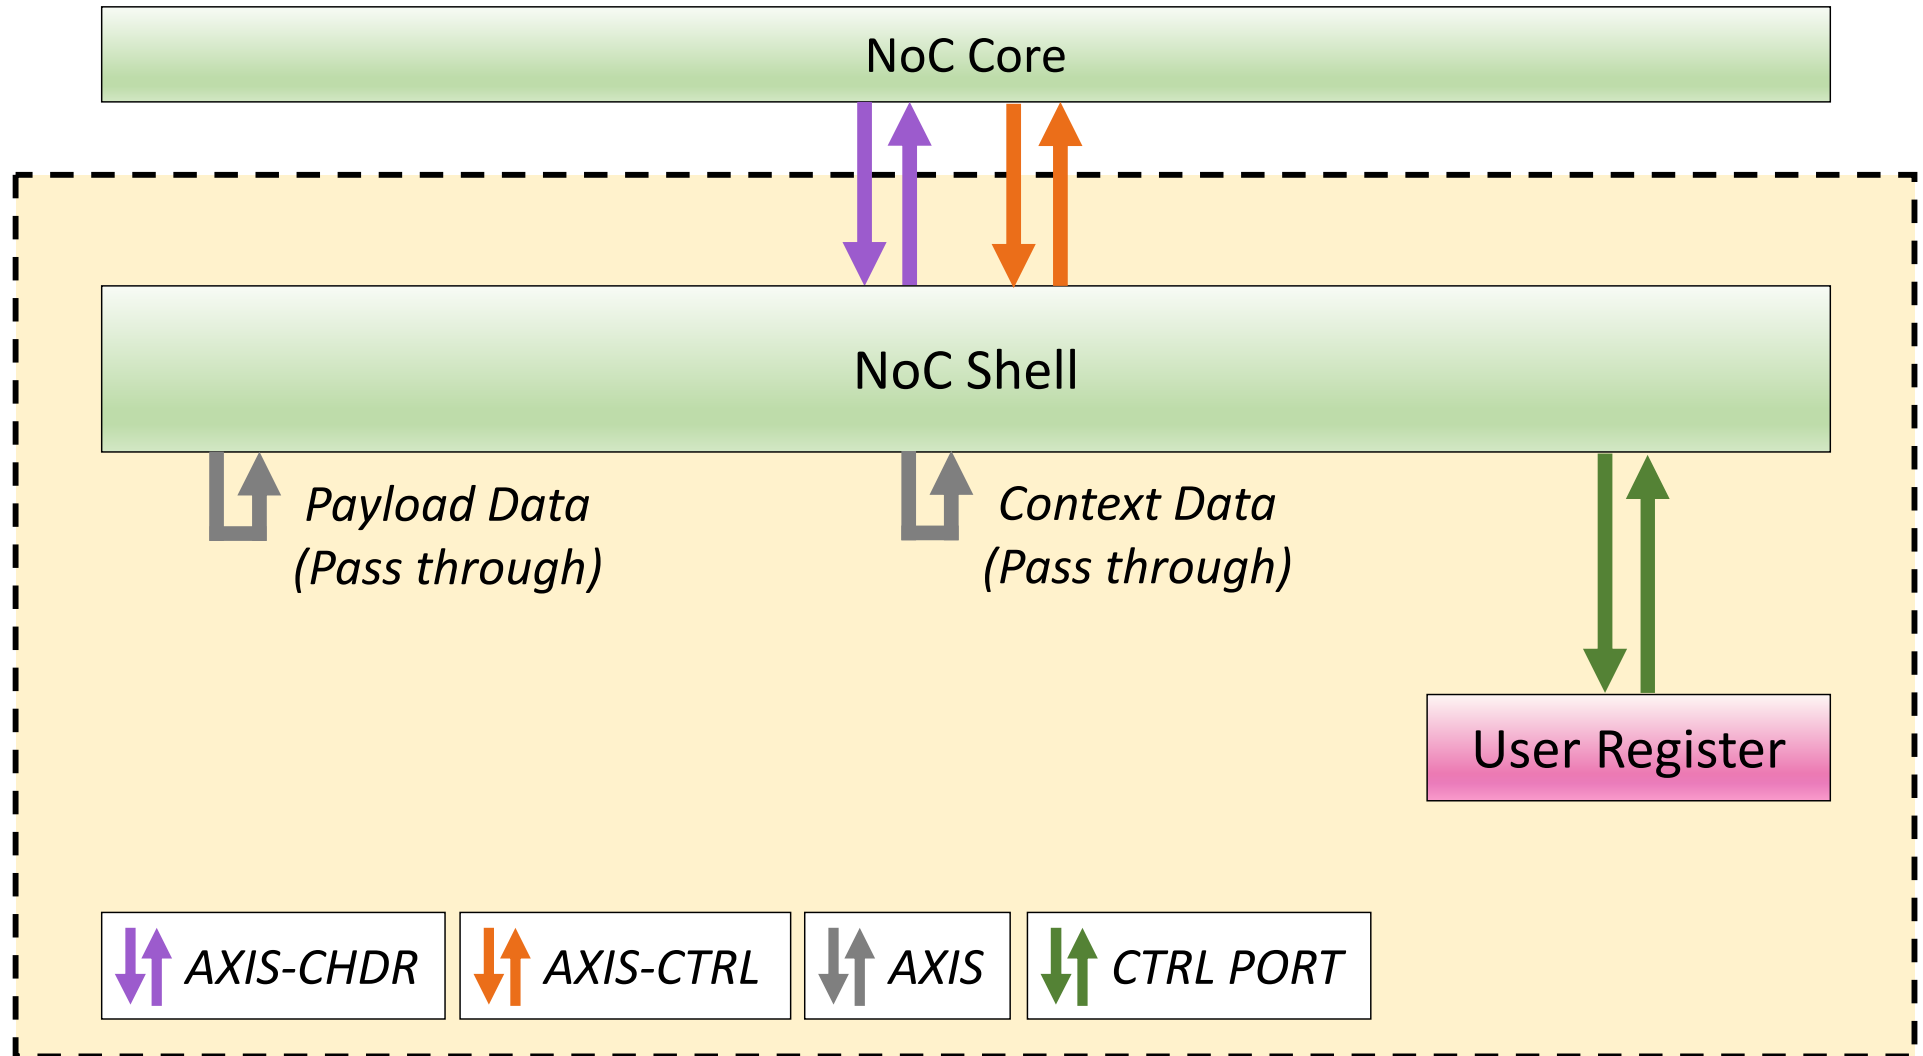 NoC Core
NoC Shell
Payload Data
(Pass through)
Context Data
(Pass through)
User Register
AXIS-CHDR
AXIS-CTRL
AXIS
CTRL PORT